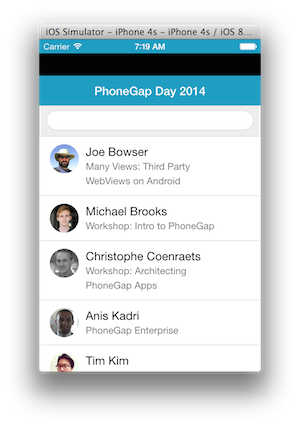 iOS Simulator – iPhone 4s – iPhone 4s / iOS 8...
Carrier 7:19 AM
PhoneGap Day 2014
Joe Bowser
Many Views: Third Party
WebViews on Android
Michael Brooks
Workshop: Intro to PhoneGap
Christophe Coenraets
Workshop: Architecting
PhoneGap Apps
Anis Kadri
PhoneGap Enterprise
Tim Kim